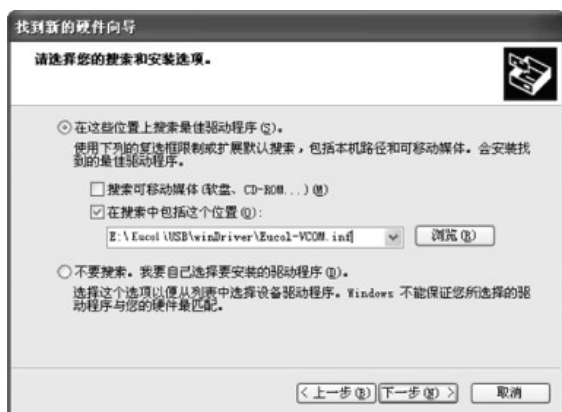 找到新的硬件向导
请选择您的搜索和安装选项。
在这些位置上搜索最佳驱动程序(S)。
使用下列的复选框限制或扩展默认搜索，包括本机路径和可移动媒体。会安装找
到的最佳驱动程序。
搜索可移动媒体(软盘、CD-ROM...)(M)
在搜索中包括这个位置(O):
E:\Eucol\USB\winDriver\Eucol-VCOM.inf
浏览(R)
不要搜索。我要自己选择要安装的驱动程序(D)。
选择这个选项以便从列表中选择设备驱动程序。Windows 不能保证您所选择的驱
动程序与您的硬件最匹配。
<上一步(B) 下一步(N)> 取消